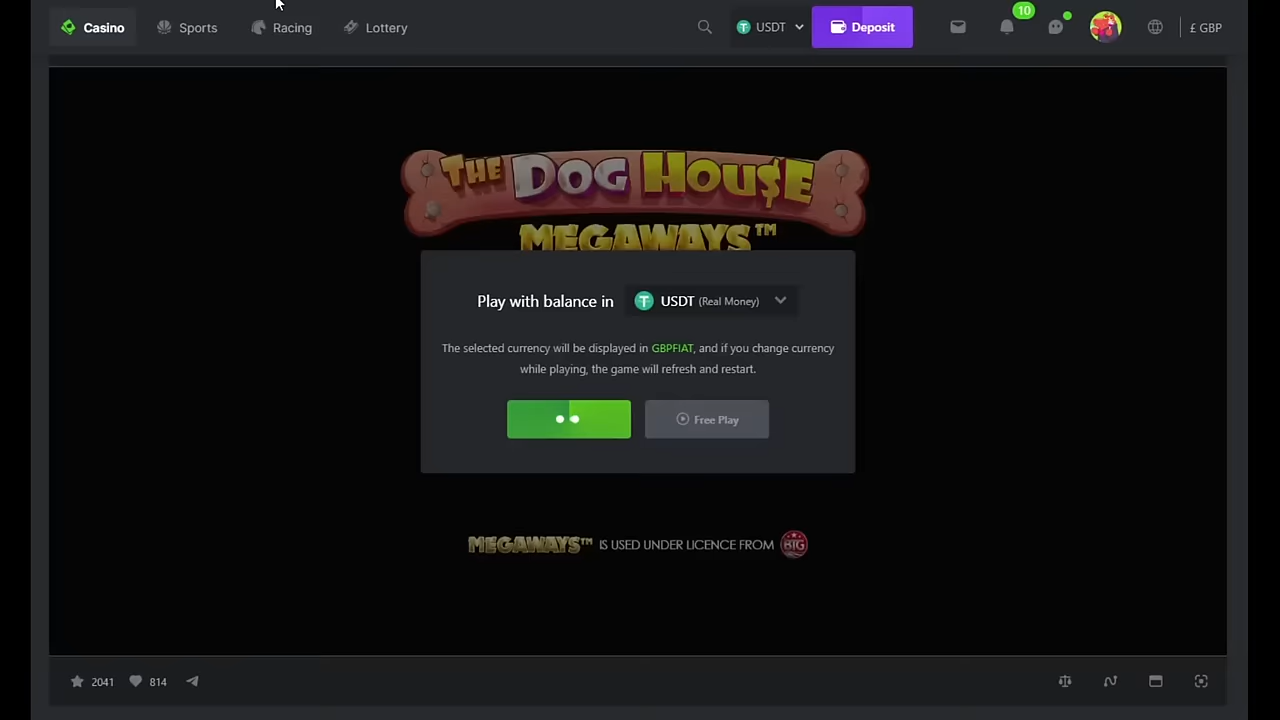 Casino Sports Racing Lottery USDT Deposit 10 £ GBP
THE DOG HOU$E
MEGAWAYS™
Play with balance in USDT (Real Money)
The selected currency will be displayed in GBPFIAT, and if you change currency
while playing, the game will refresh and restart.
Free Play
MEGAWAYS™ IS USED UNDER LICENCE FROM BTG
2041 814